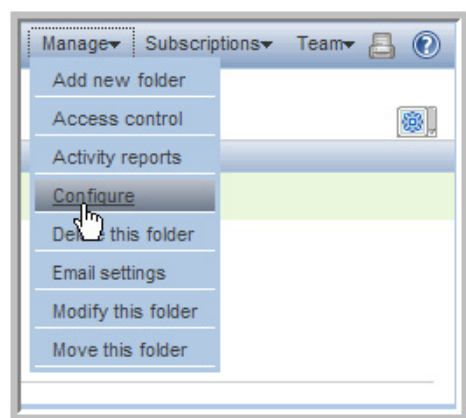 Manage Subscriptions Team
Add new folder
Access control
Activity reports
Configure
Delete this folder
Email settings
Modify this folder
Move this folder